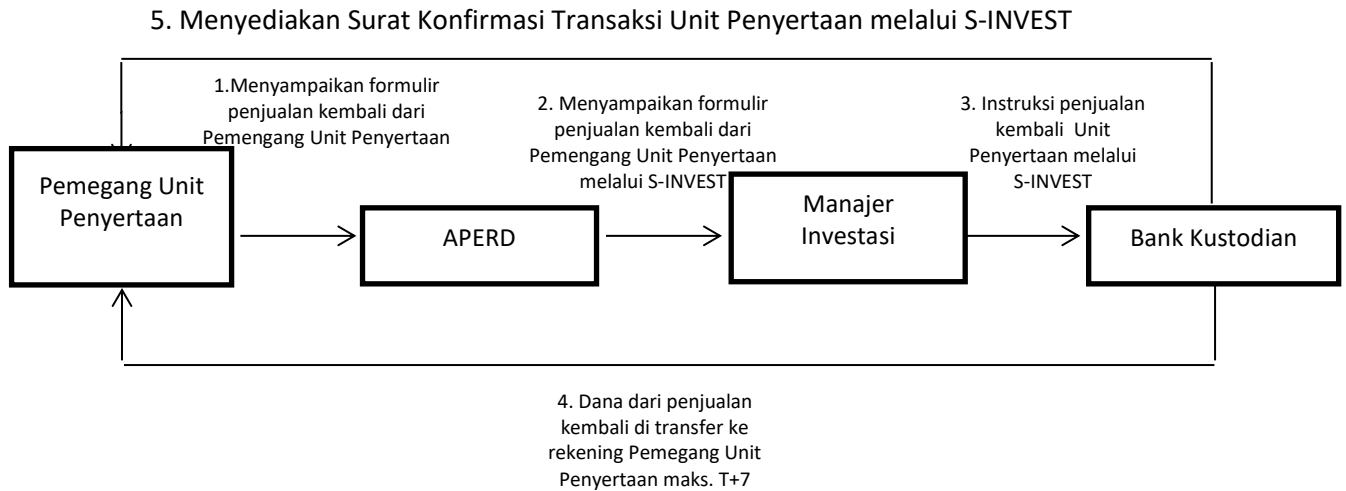 5. Menyediakan Surat Konfirmasi Transaksi Unit Penyertaan melalui S-INVEST
1.Menyampaikan formulir
penjualan kembali dari
Pemengang Unit Penyertaan
2. Menyampaikan formulir
penjualan kembali dari
Pemengang Unit Penyertaan
melalui S-INVEST
3. Instruksi penjualan
kembali Unit
Penyertaan melalui
S-INVEST
Pemegang Unit
Penyertaan
APERD
Manajer
Investasi
Bank Kustodian
4. Dana dari penjualan
kembali di transfer ke
rekening Pemegang Unit
Penyertaan maks. T+7